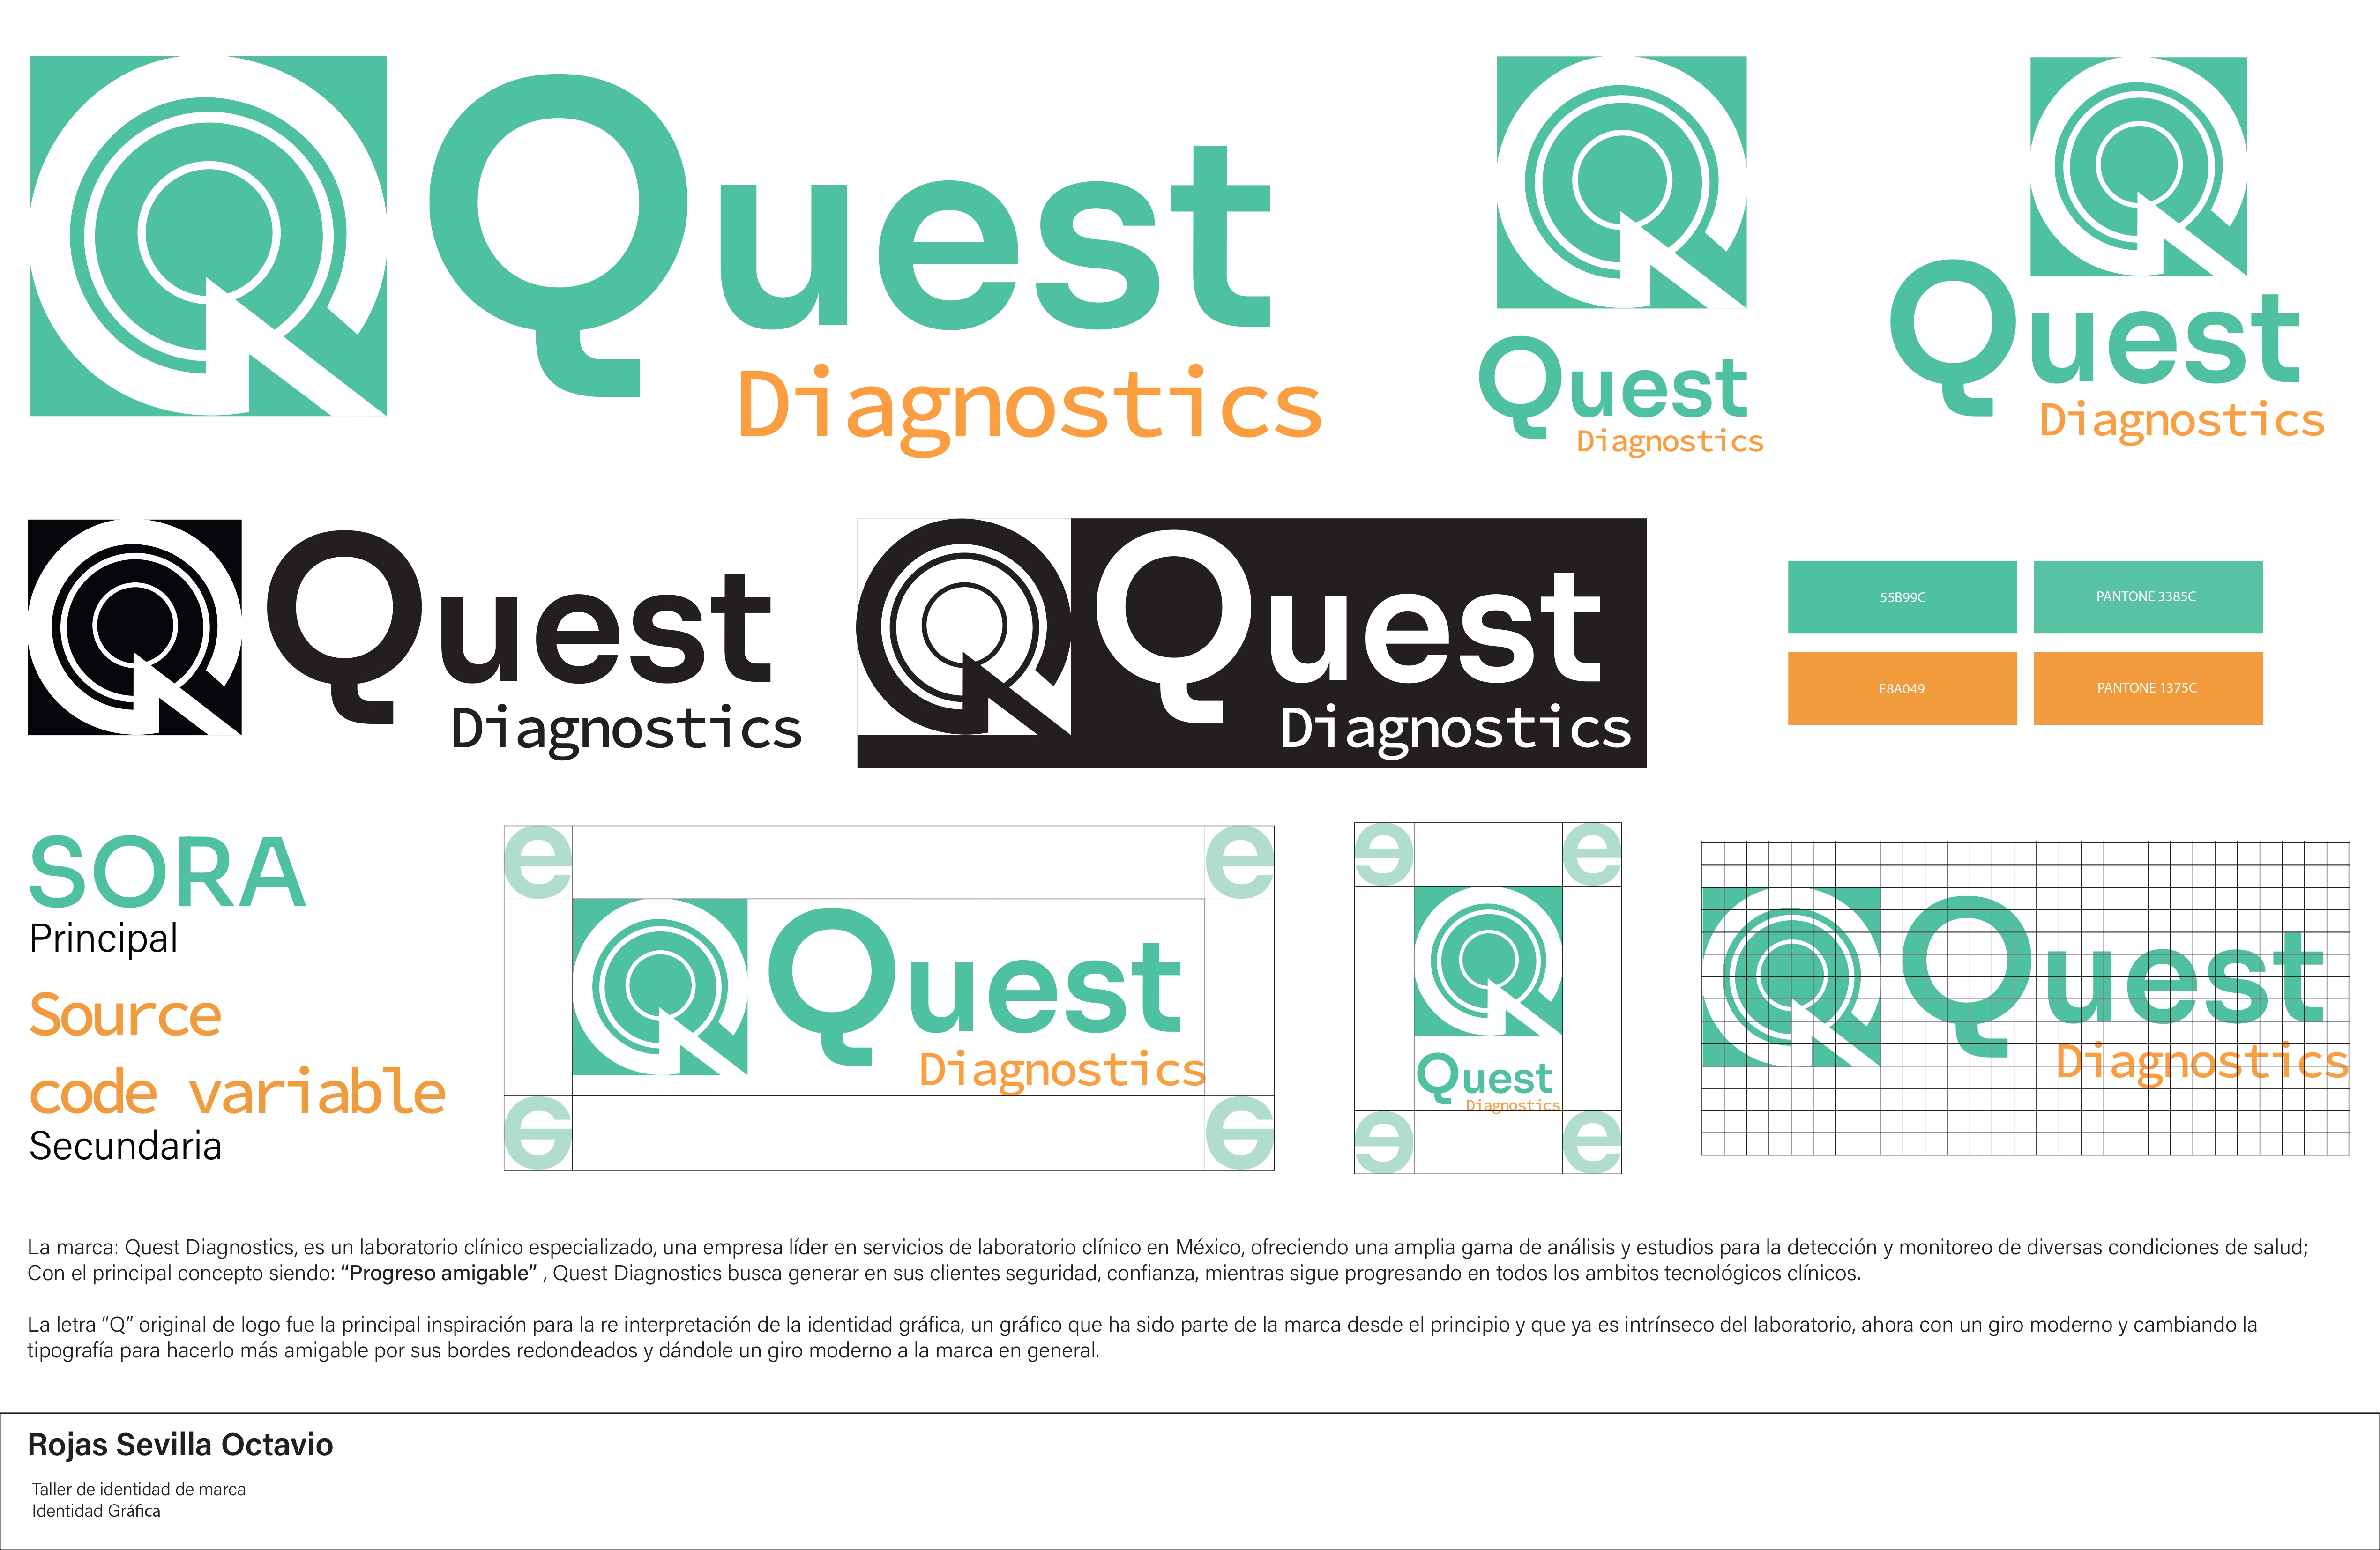 Quest
Diagnostics
Quest
Diagnostics
Quest
Diagnostics
Quest
Diagnostics
Quest
Diagnostics
55B99C
PANTONE 3385C
E8A049
PANTONE 1375C
SORA
Principal
Source
code variable
Secundaria
e e
Quest
Diagnostics
e e
e e
Quest
Diagnostics
e e
Quest
Diagnostics
La marca: Quest Diagnostics, es un laboratorio clínico especializado, una empresa líder en servicios de laboratorio clínico en México, ofreciendo una amplia gama de análisis y estudios para la detección y monitoreo de diversas condiciones de salud;
Con el principal concepto siendo: “Progreso amigable” , Quest Diagnostics busca generar en sus clientes seguridad, confianza, mientras sigue progresando en todos los ambitos tecnológicos clínicos.
La letra “Q” original de logo fue la principal inspiración para la re interpretación de la identidad gráfica, un gráfico que ha sido parte de la marca desde el principio y que ya es intrínseco del laboratorio, ahora con un giro moderno y cambiando la
tipografía para hacerlo más amigable por sus bordes redondeados y dándole un giro moderno a la marca en general.
Rojas Sevilla Octavio
Taller de identidad de marca
Identidad Gráfica